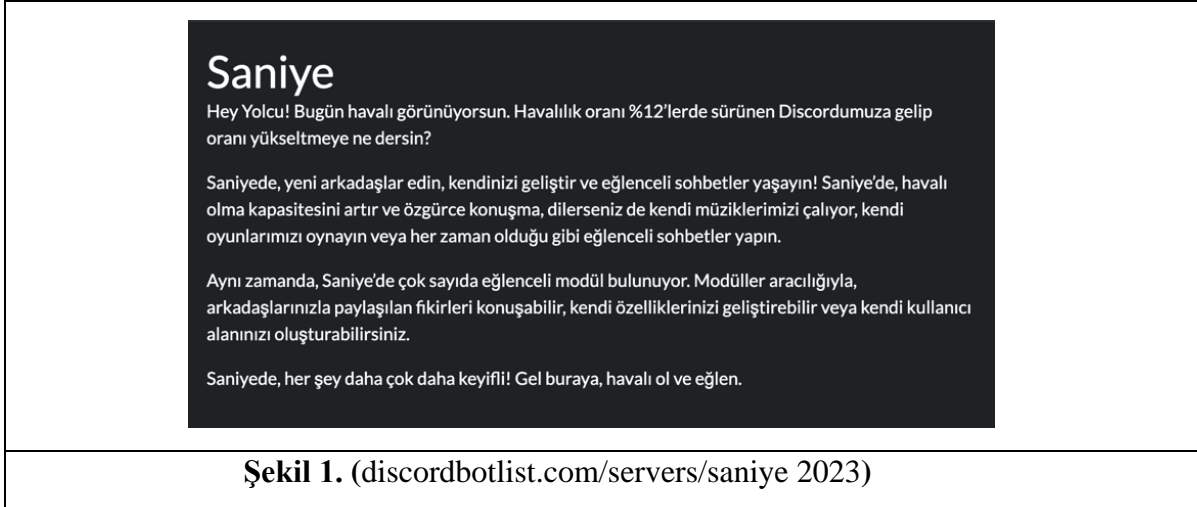 Saniye
Hey Yolcu! Bugün havalı görünüyorsun. Havalılık oranı %12’lerde sürünen Discordumuza gelip
oranı yükseltmeye ne dersin?
Saniyede, yeni arkadaşlar edin, kendinizi geliştir ve eğlenceli sohbetler yaşayın! Saniye’de, havalı
olma kapasitesini artır ve özgürce konuşma, dilerseniz de kendi müziklerimizi çalıyor, kendi
oyunlarımızı oynayın veya her zaman olduğu gibi eğlenceli sohbetler yapın.
Aynı zamanda, Saniye’de çok sayıda eğlenceli modül bulunuyor. Modüller aracılığıyla,
arkadaşlarınızla paylaşılan fikirleri konuşabilir, kendi özelliklerinizi geliştirebilir veya kendi kullanıcı
alanınızı oluşturabilirsiniz.
Saniyede, her şey daha çok daha keyifli! Gel buraya, havalı ol ve eğlen.
Şekil 1. (discordbotlist.com/servers/saniye 2023)